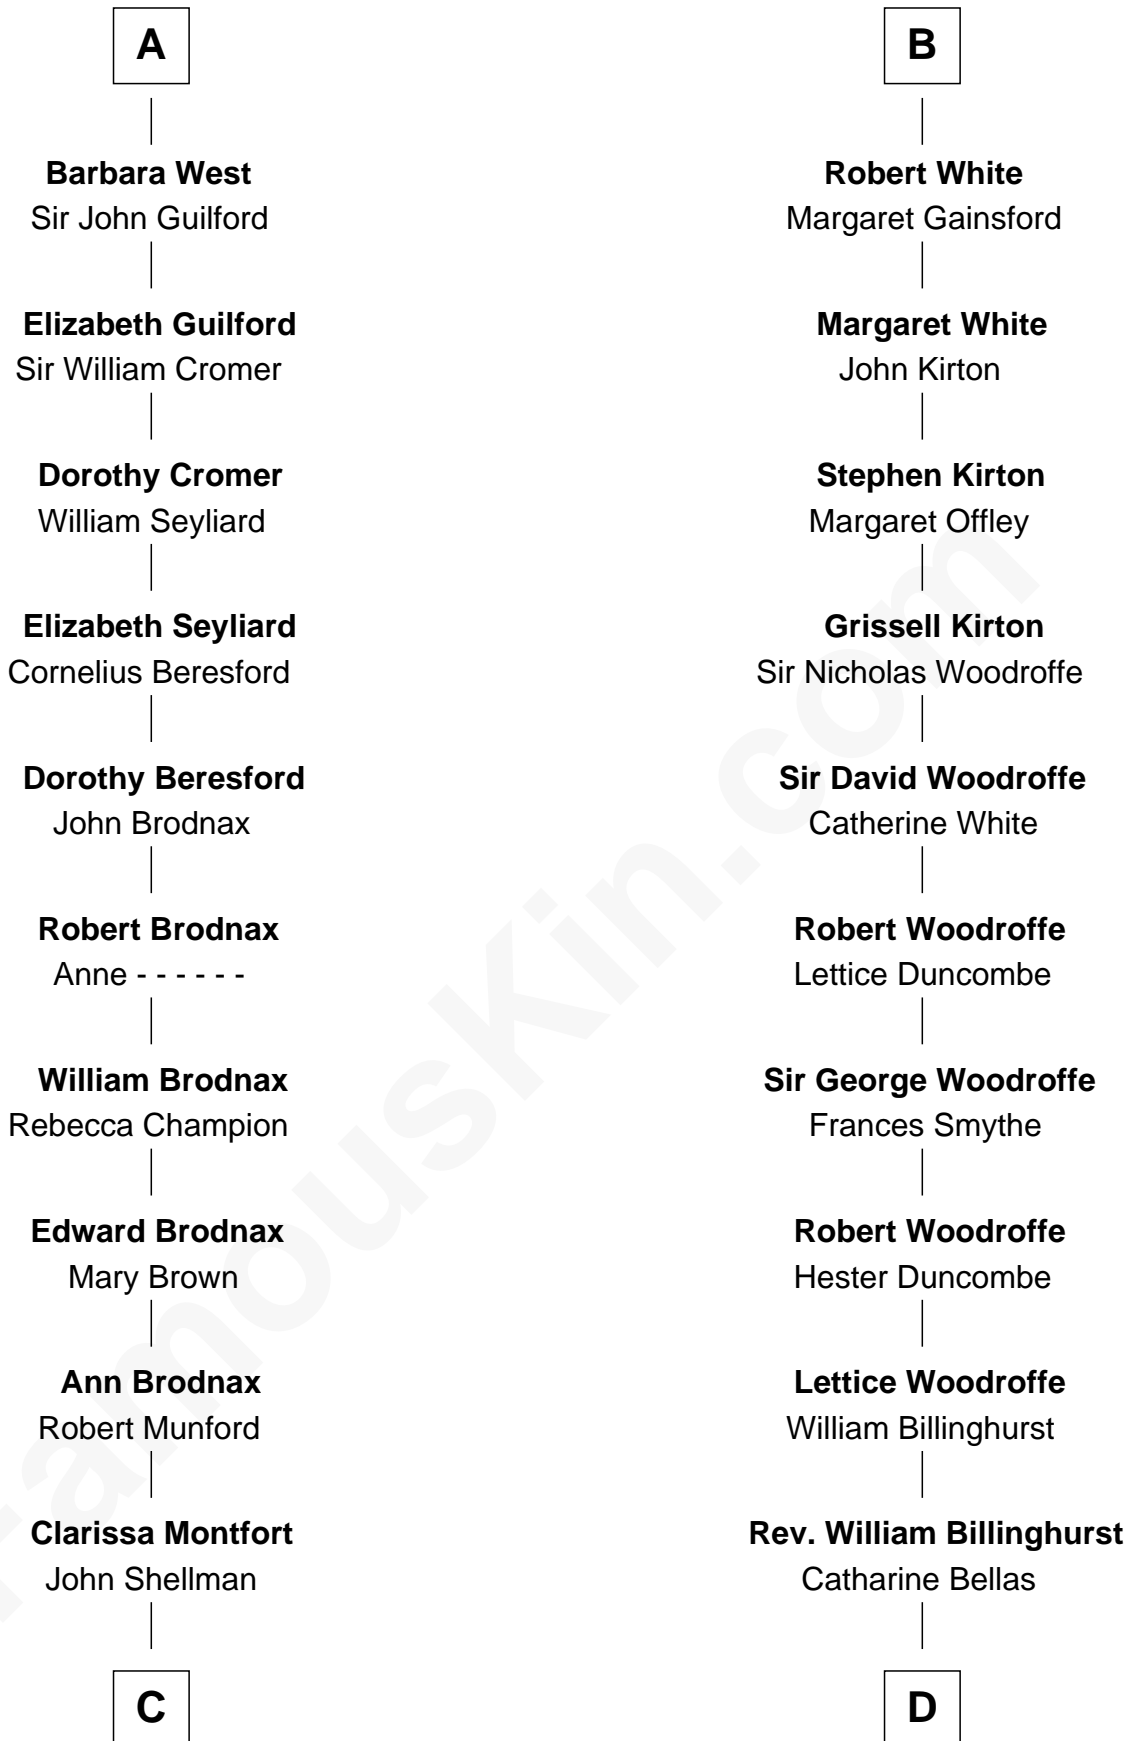 A
Barbara West
Sir John Guilford
Elizabeth Guilford
Sir William Cromer
Dorothy Cromer
William Seyliard
Elizabeth Seyliard
Cornelius Beresford
Dorothy Beresford
John Brodnax
Robert Brodnax
Anne - - - - - -
William Brodnax
Rebecca Champion
Edward Brodnax
Mary Brown
Ann Brodnax
Robert Munford
Clarissa Montfort
John Shellman
C
B
Robert White
Margaret Gainsford
Margaret White
John Kirton
Stephen Kirton
Margaret Offley
Grissell Kirton
Sir Nicholas Woodroffe
Sir David Woodroffe
Catherine White
Robert Woodroffe
Lettice Duncombe
Sir George Woodroffe
Frances Smythe
Robert Woodroffe
Hester Duncombe
Lettice Woodroffe
William Billinghurst
Rev. William Billinghurst
Catharine Bellas
D
FamousKin.com